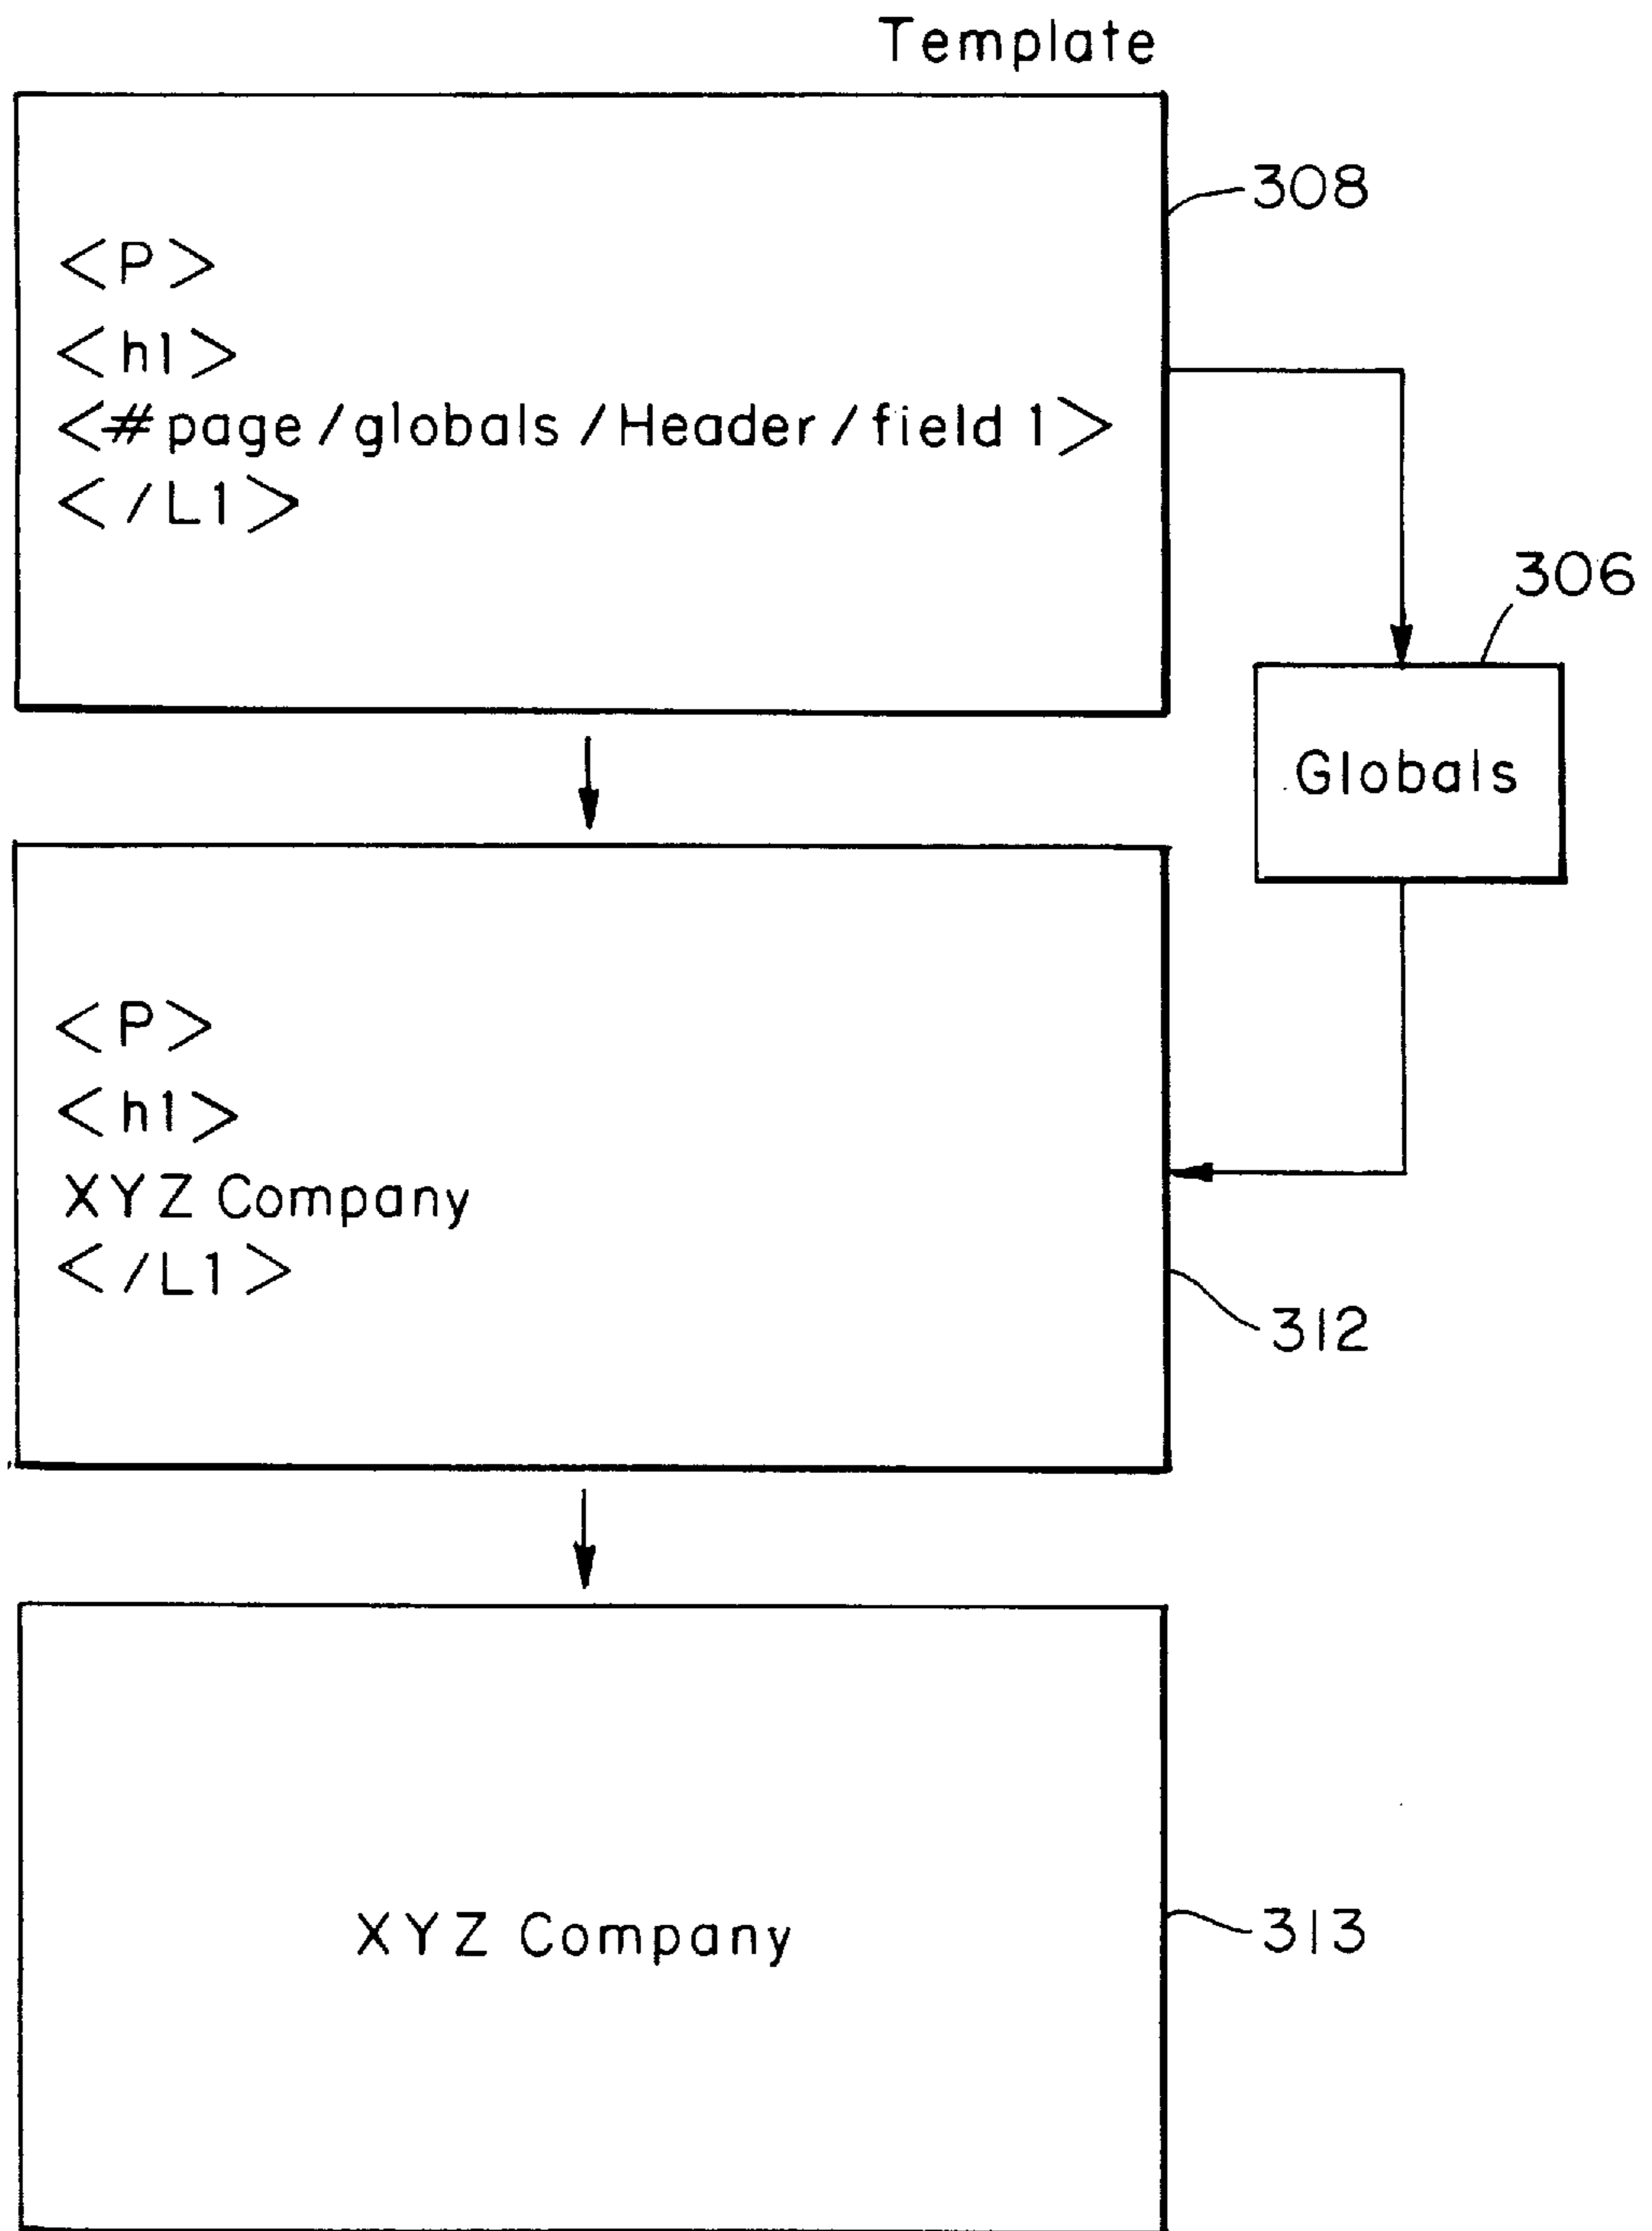 Template
308
<P>
<h1>
<#page/globals/Header/field 1>
</L1>
306
Globals
<P>
<h1>
XYZ Company
</L1>
312
XYZ Company
313